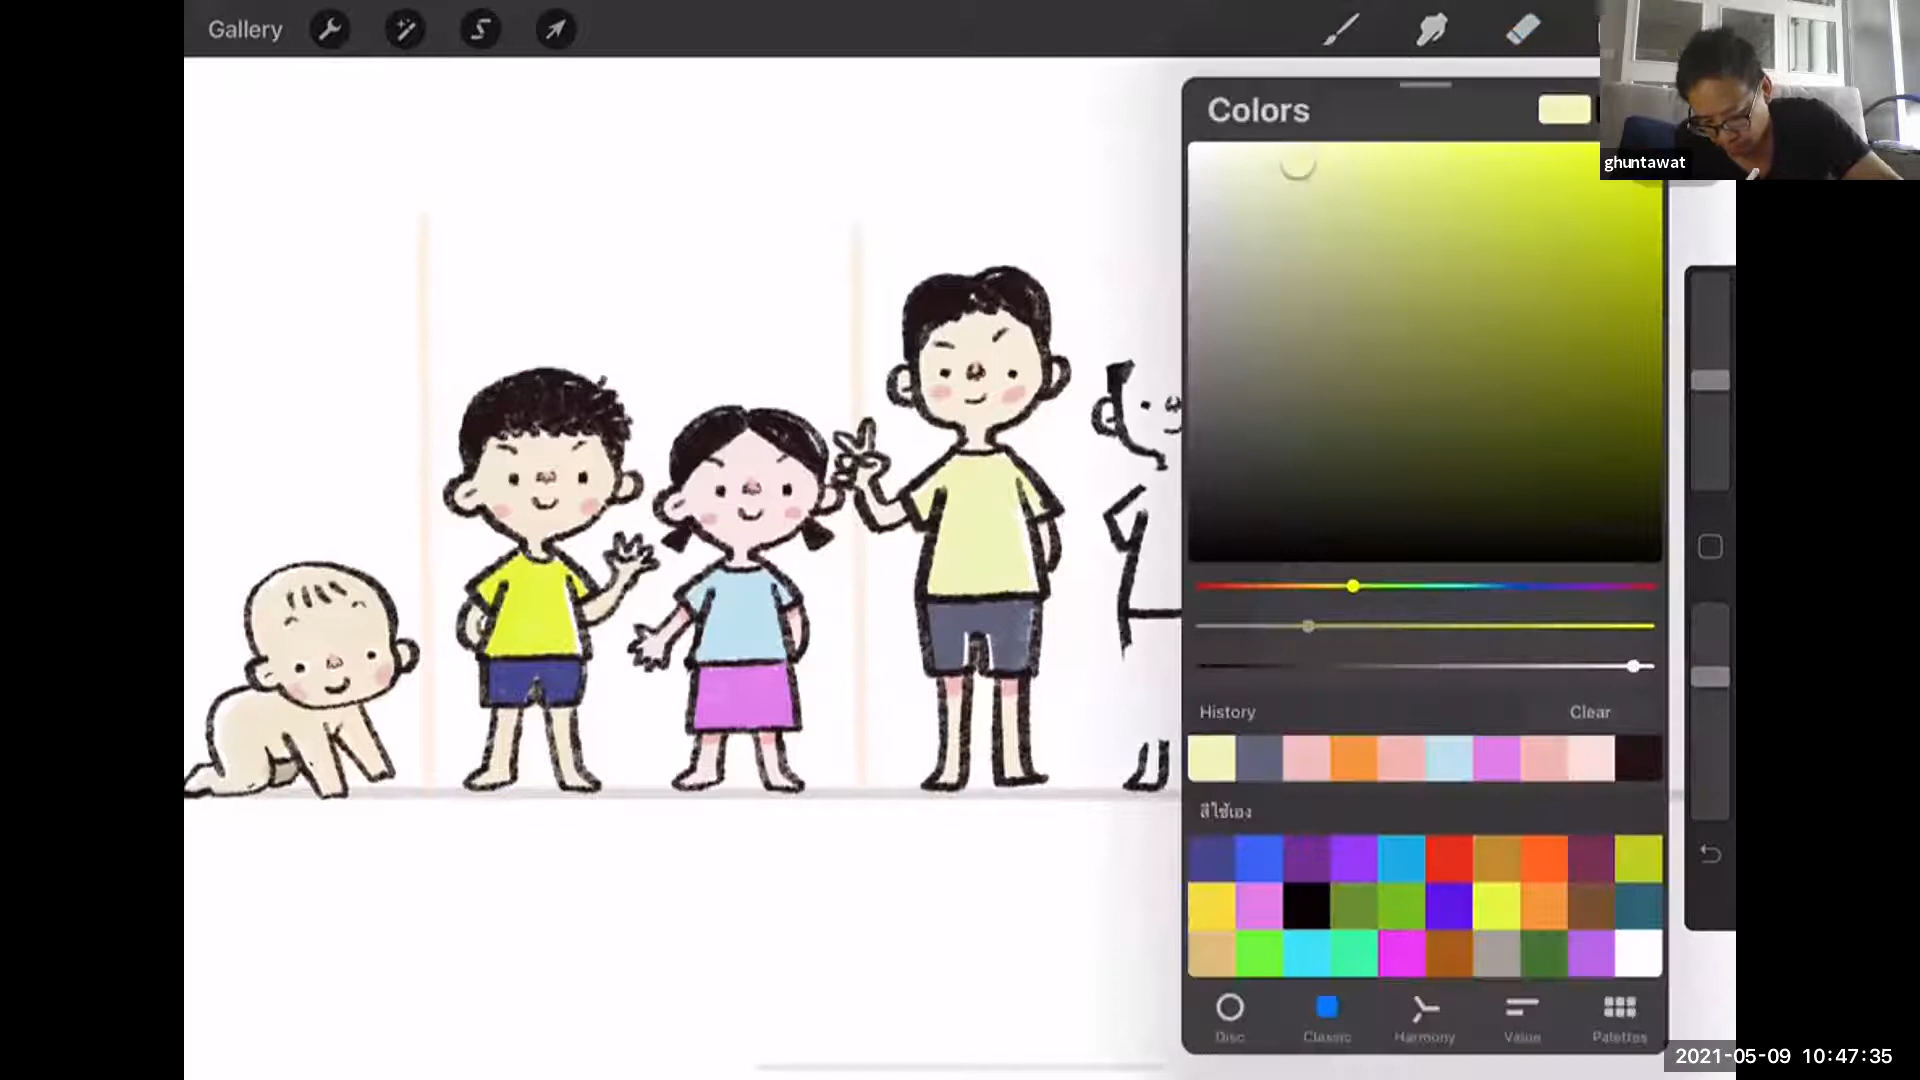 Gallery
Colors
ghuntawat
History
Clear
สีใช้เอง
Disc
Classic
Harmony
Value
Palettes
2021-05-09 10:47:35